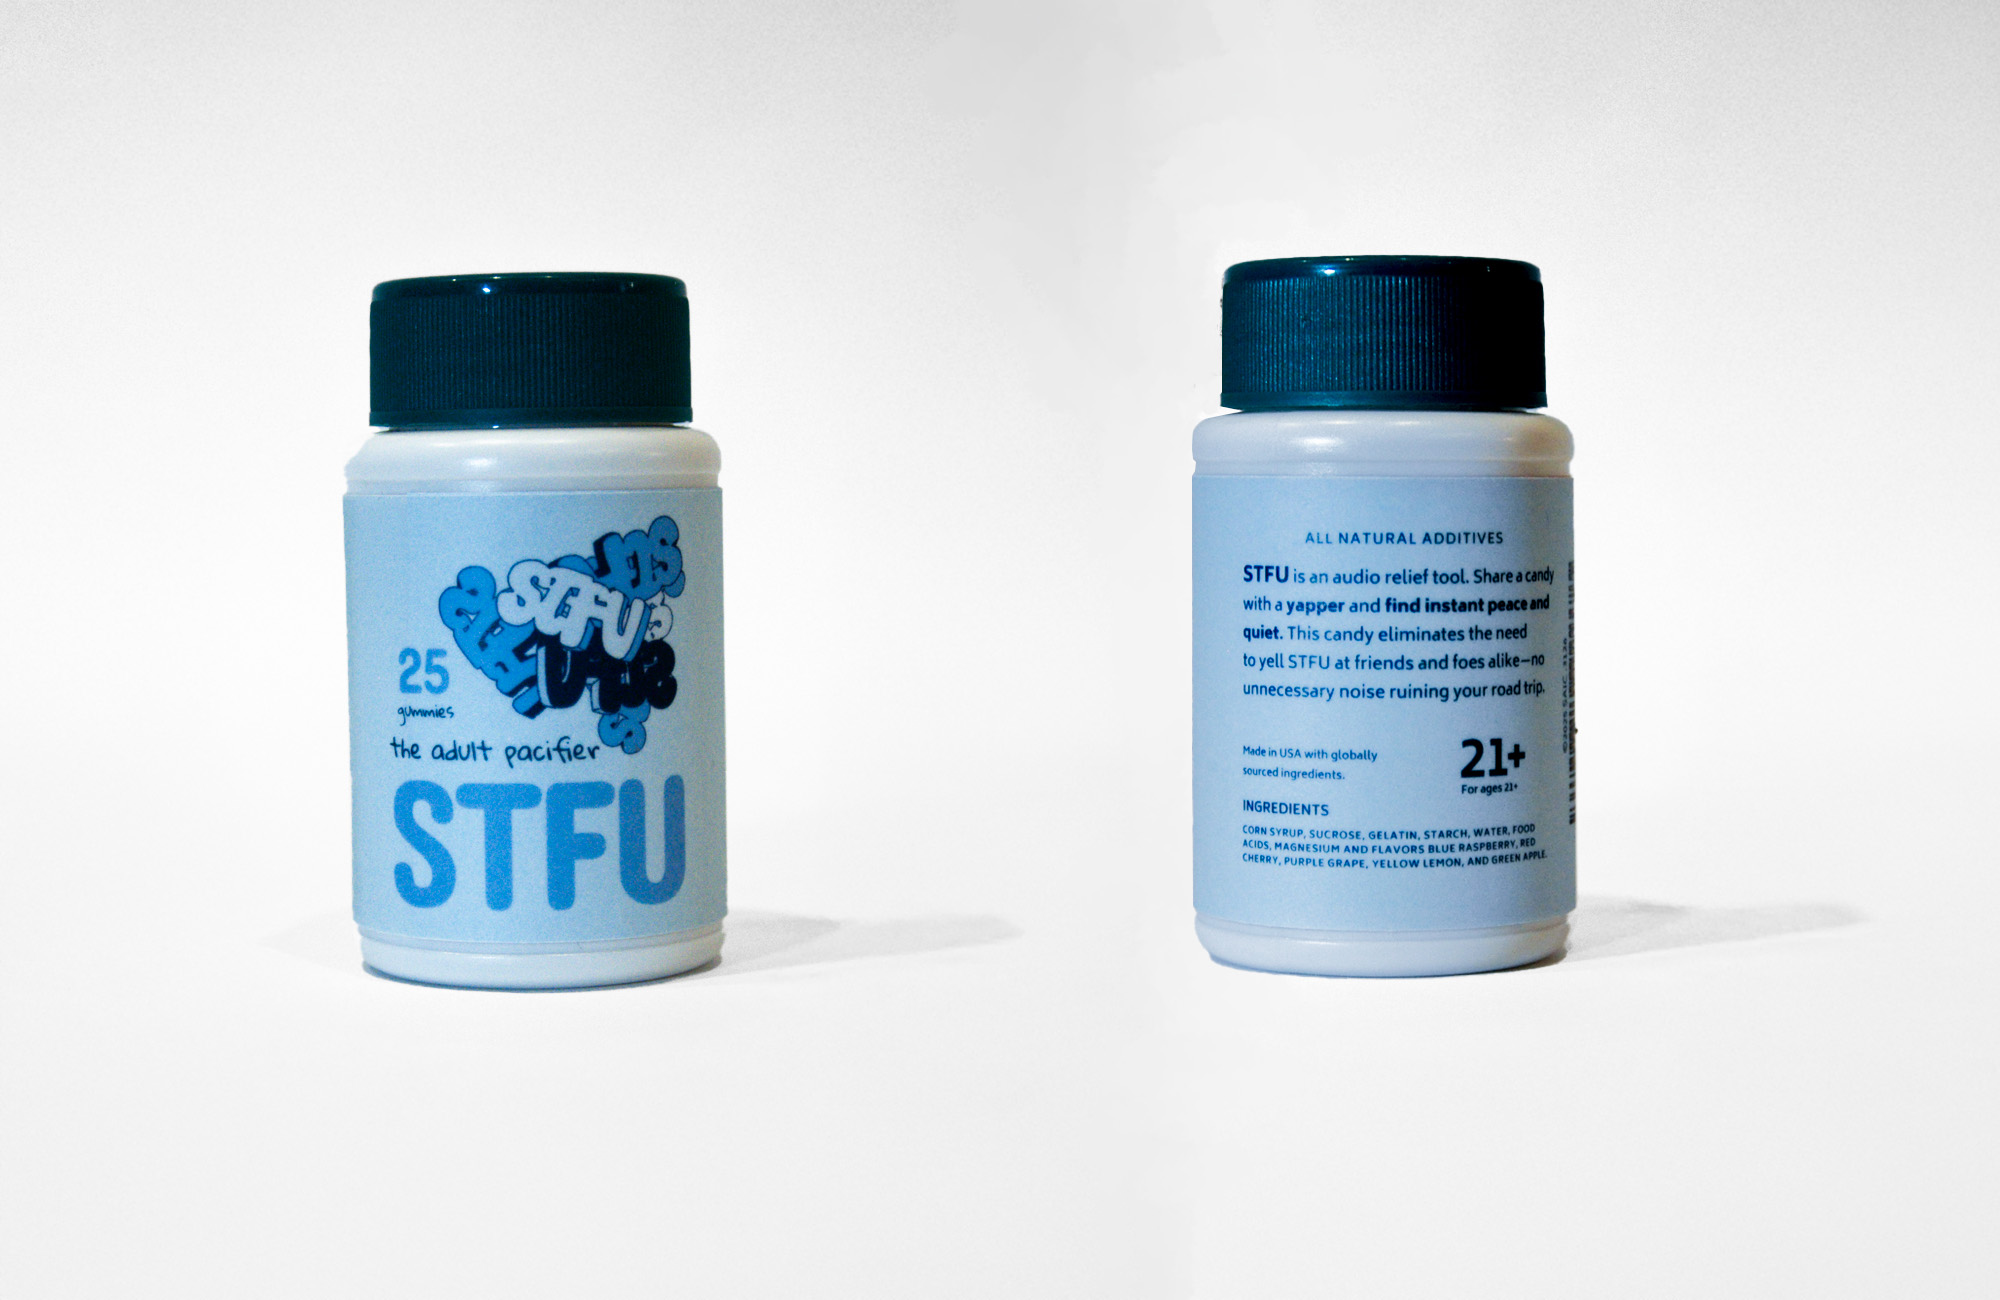 STFU
25
gummies
the adult pacifier
STFU
ALL NATURAL ADDITIVES
STFU is an audio relief tool. Share a candy
with a yapper and find instant peace and
quiet. This candy eliminates the need
to yell STFU at friends and foes alike—no
unnecessary noise ruining your road trip.
Made in USA with globally
sourced ingredients.
21+
For ages 21+
INGREDIENTS
CORN SYRUP, SUCROSE, GELATIN, STARCH, WATER, FOOD
ACIDS, MAGNESIUM AND FLAVORS BLUE RASPBERRY, RED
CHERRY, PURPLE GRAPE, YELLOW LEMON, AND GREEN APPLE.
©2025 SAIC